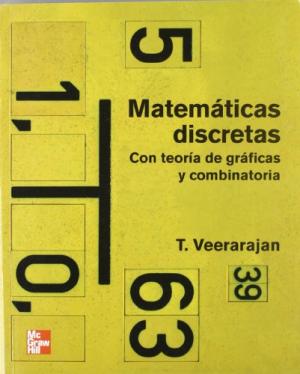 5
1,
Matemáticas
discretas
Con teoría de gráficas
y combinatoria
T. Veerarajan
0,
63
39
Mc
Graw
Hill